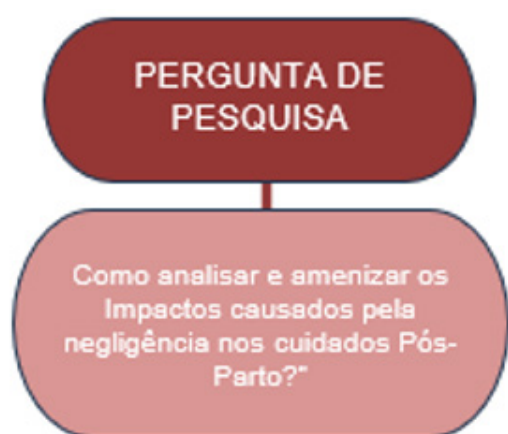 PERGUNTA DE
PESQUISA
Como analisar e amenizar os
Impactos causados pela
negligência nos cuidados Pós-
Parto?"